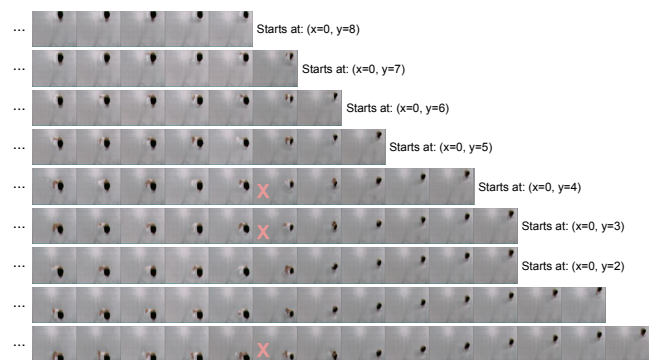 ... Starts at: (x=0, y=8)
... Starts at: (x=0, y=7)
... Starts at: (x=0, y=6)
... Starts at: (x=0, y=5)
... X Starts at: (x=0, y=4)
... X Starts at: (x=0, y=3)
... Starts at: (x=0, y=2)
...
... X